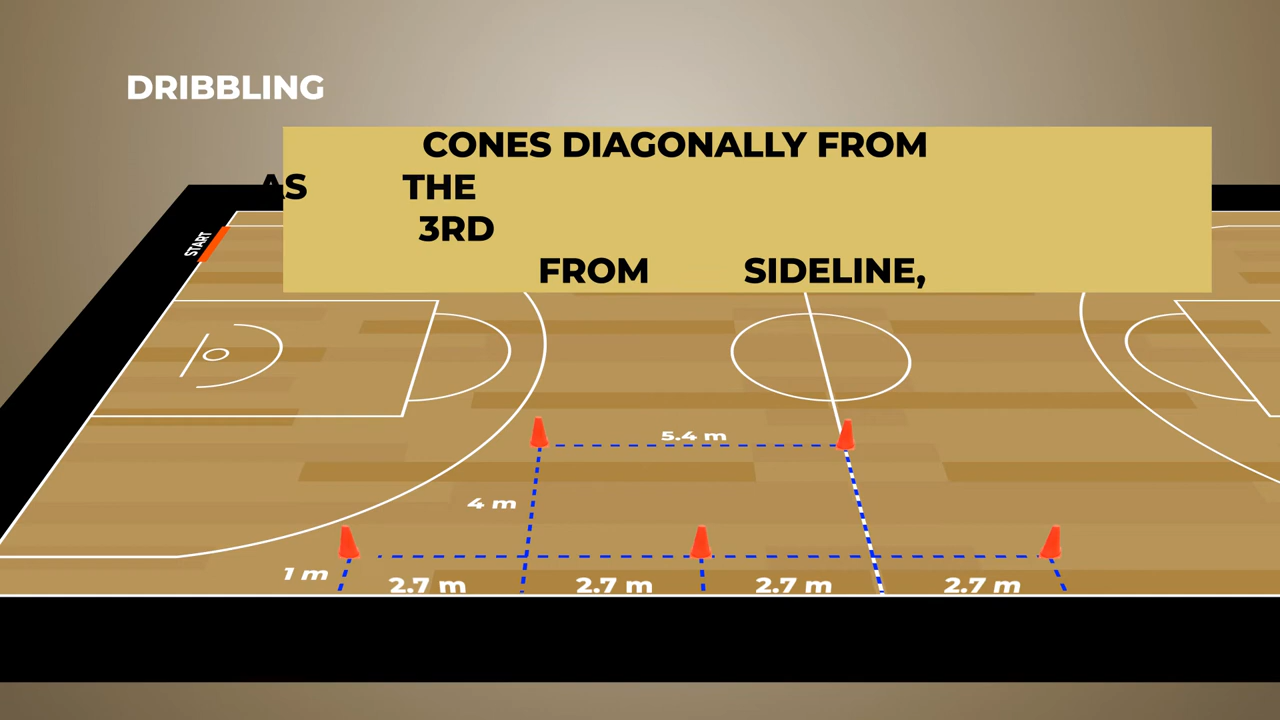 DRIBBLING
CONES DIAGONALLY FROM
AS THE
3RD
FROM SIDELINE,
START
5.4 m
4 m
1 m
2.7 m 2.7 m 2.7 m 2.7 m